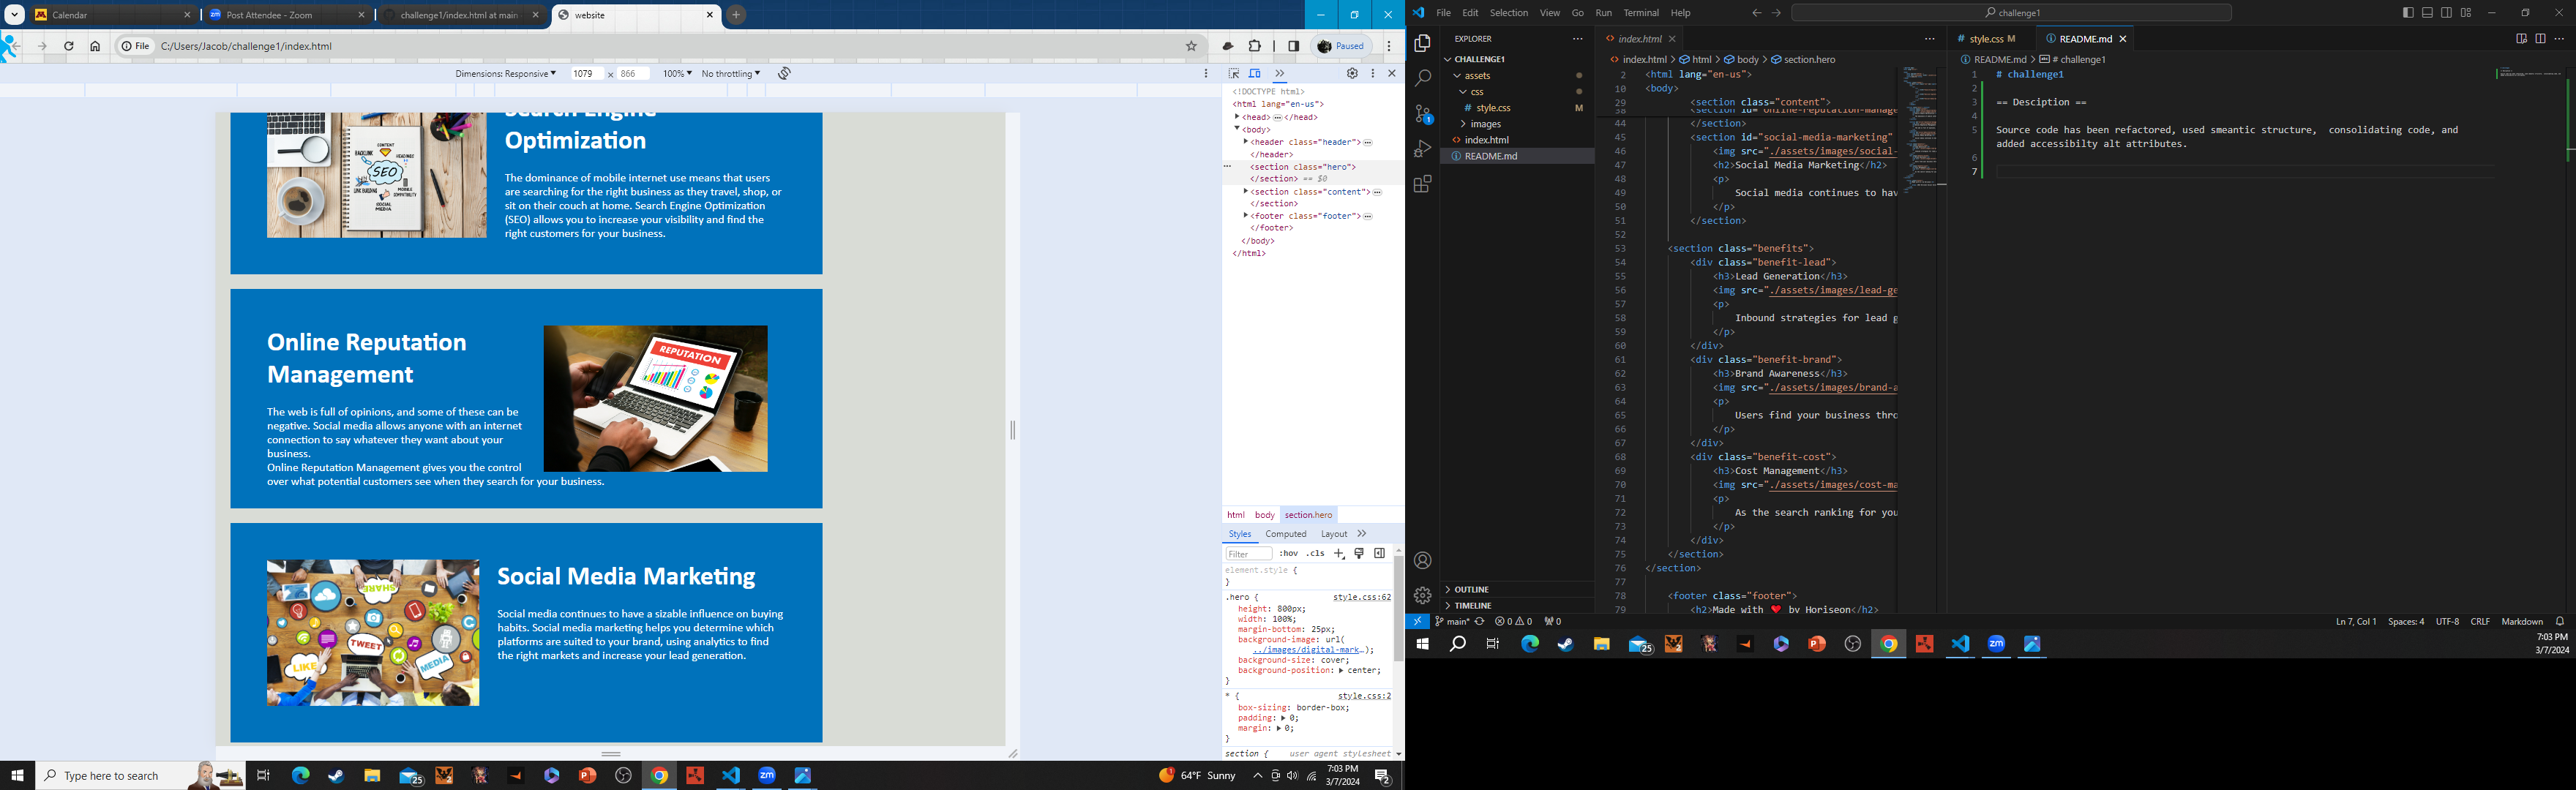 Calendar
Post Attendee - Zoom
challenge1/index.html at main
website
File
C:/Users/Jacob/challenge1/index.html
Paused
Dimensions: Responsive
1079 x 866
100%
No throttling
Search Engine
Optimization
The dominance of mobile internet use means that users
are searching for the right business as they travel, shop, or
sit on their couch at home. Search Engine Optimization
(SEO) allows you to increase your visibility and find the
right customers for your business.
Online Reputation
Management
The web is full of opinions, and some of these can be
negative. Social media allows anyone with an internet
connection to say whatever they want about your
business.
Online Reputation Management gives you the control
over what potential customers see when they search for your business.
REPUTATION
Social Media Marketing
Social media continues to have a sizable influence on buying
habits. Social media marketing helps you determine which
platforms are suited to your brand, using analytics to find
the right markets and increase your lead generation.
SHARE
TWEET
LIKE
MEDIA
CONTENT
BACKLINK
SEO
LINK BUILDING
SOCIAL
MEDIA
<!DOCTYPE html>
<html lang="en-us">
<head> </head>
<body>
<header class="header">
</header>
<section class="hero">
</section> == $0
<section class="content">
</section>
<footer class="footer">
</footer>
</body>
</html>
html body section.hero
Styles Computed Layout
Filter :hov .cls
element.style {
}
.hero { style.css:62
height: 800px;
width: 100%;
margin-bottom: 25px;
background-image: url(
../images/digital-mark…);
background-size: cover;
background-position: center;
}
* { style.css:2
box-sizing: border-box;
padding: 0;
margin: 0;
}
section { user agent stylesheet
Type here to search
25
2
64°F Sunny
7:03 PM
3/7/2024
2
File Edit Selection View Go Run Terminal Help
challenge1
EXPLORER
CHALLENGE1
assets
css
style.css M
images
index.html
README.md
OUTLINE
TIMELINE
1
index.html
index.html > html > body > section.hero
2 <html lang="en-us">
10 <body>
29 <section class="content">
38 <section id="online-reputation-manage
44 </section>
45 <section id="social-media-marketing"
46 <img src="./assets/images/social-
47 <h2>Social Media Marketing</h2>
48 <p>
49 Social media continues to hav
50 </p>
51 </section>
52
53 <section class="benefits">
54 <div class="benefit-lead">
55 <h3>Lead Generation</h3>
56 <img src="./assets/images/lead-ge
57 <p>
58 Inbound strategies for lead g
59 </p>
60 </div>
61 <div class="benefit-brand">
62 <h3>Brand Awareness</h3>
63 <img src="./assets/images/brand-a
64 <p>
65 Users find your business thro
66 </p>
67 </div>
68 <div class="benefit-cost">
69 <h3>Cost Management</h3>
70 <img src="./assets/images/cost-ma
71 <p>
72 As the search ranking for you
73 </p>
74 </div>
75 </section>
76 </section>
77
78 <footer class="footer">
79 <h2>Made with ❤️ by Horiseon</h2>
style.css M
README.md
README.md > # challenge1
1 # challenge1
2
3 == Desciption ==
4
5 Source code has been refactored, used smeantic structure,  consolidating code, and
added accessibilty alt attributes.
6
7
main*
0 0
0
Ln 7, Col 1
Spaces: 4
UTF-8
CRLF
Markdown
25
2
7:03 PM
3/7/2024